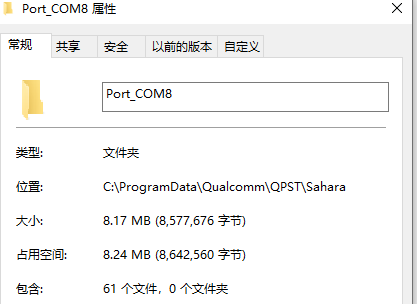 Port_COM8 属性
常规 共享 安全 以前的版本 自定义
Port_COM8
类型: 文件夹
位置: C:\ProgramData\Qualcomm\QPST\Sahara
大小: 8.17 MB (8,577,676 字节)
占用空间: 8.24 MB (8,642,560 字节)
包含: 61 个文件，0 个文件夹